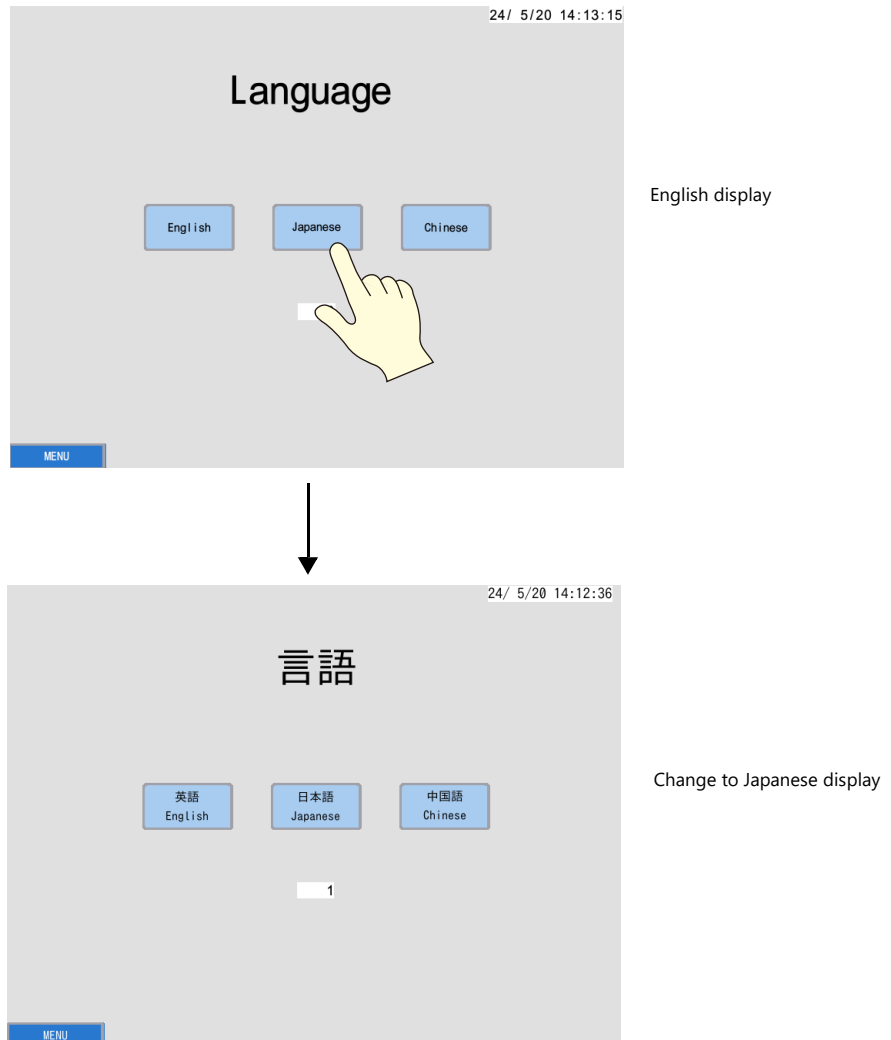 24/ 5/20 14:13:15
Language
English display
English
Japanese
Chinese
MENU
24/ 5/20 14:12:36
言語
Change to Japanese display
英語
English
日本語
Japanese
中国語
Chinese
1
MENU